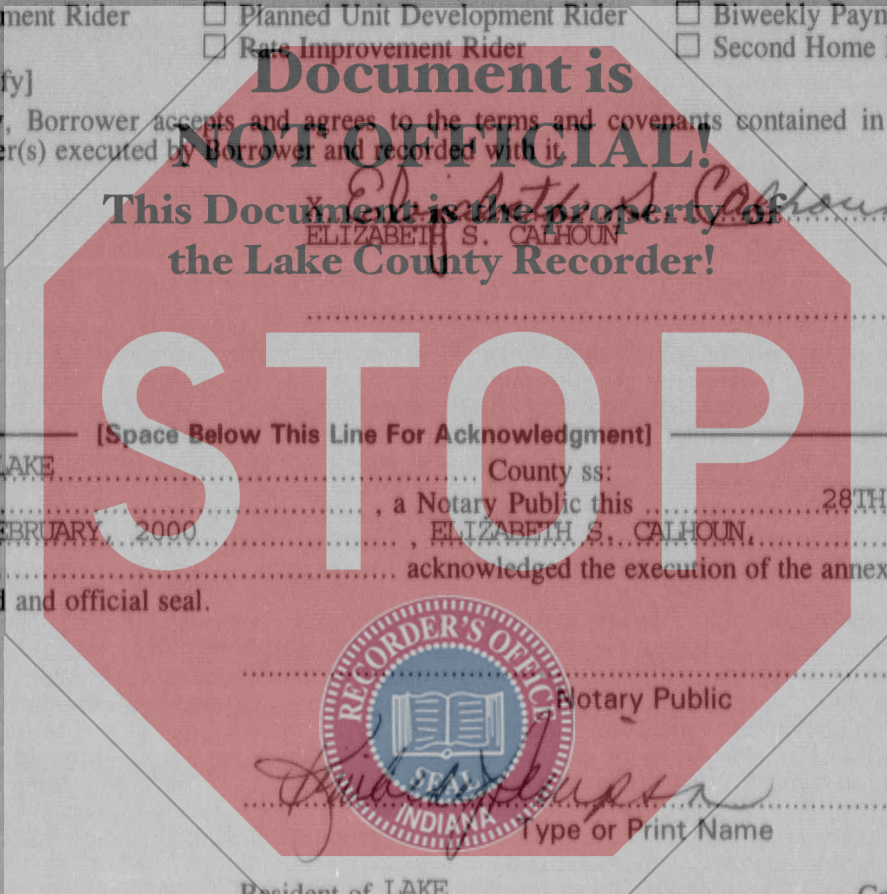 ment Rider ☐ Planned Unit Development Rider ☐ Biweekly Payn
☐ Rate Improvement Rider ☐ Second Home
fy]
Document is
, Borrower accepts and agrees to the terms and covenants contained in
NOT OFFICIAL!
er(s) executed by Borrower and recorded with it.
x Elizabeth S. Calhoun
This Document is the property of
ELIZABETH S. CALHOUN
the Lake County Recorder!
STOP
[Space Below This Line For Acknowledgment]
LAKE County ss:
, a Notary Public this 28TH
EBRUARY, 2000 , ELIZABETH S. CALHOUN,
acknowledged the execution of the annex
d and official seal.
RECORDER'S OFFICE
Notary Public
SEAL
INDIANA
Type or Print Name
Resident of LAKE